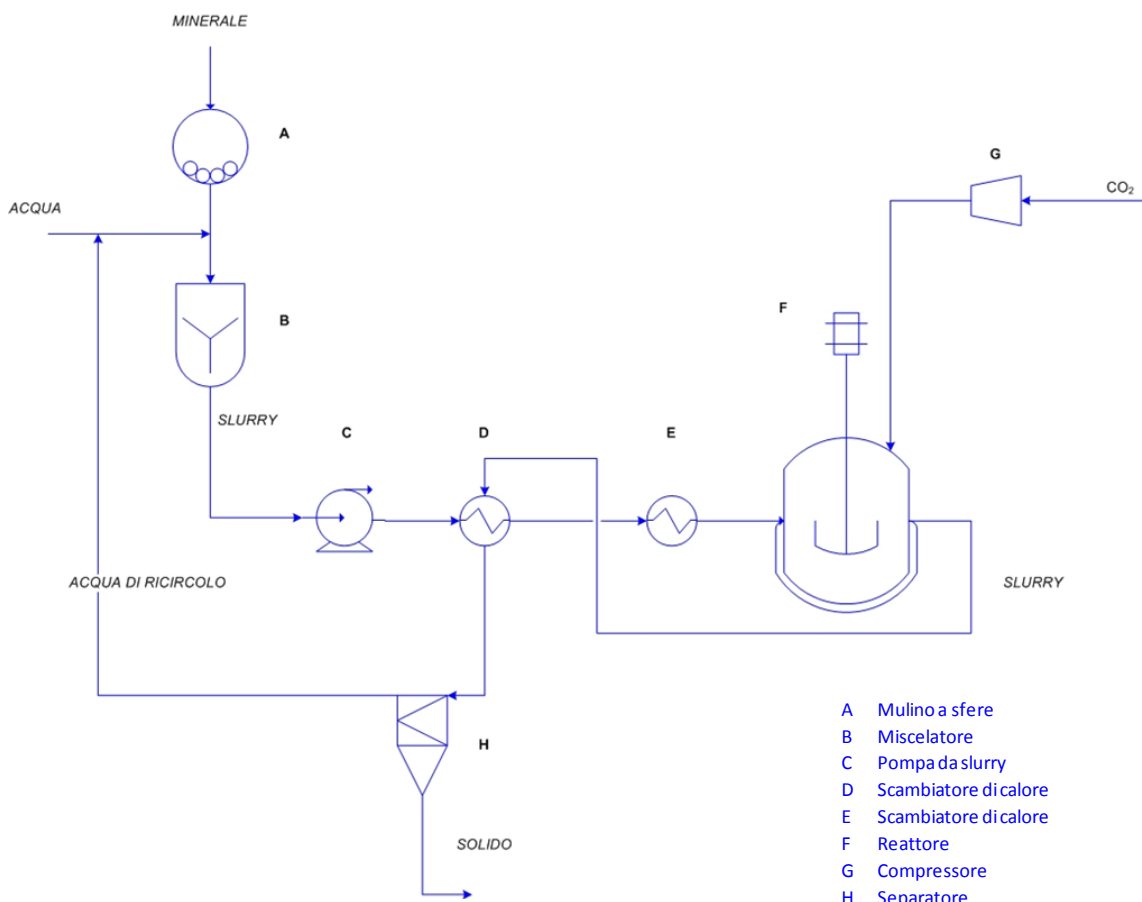 MINERALE
A
G
CO₂
ACQUA
F
B
SLURRY
C
D
E
ACQUA DI RICIRCOLO
SLURRY
H
SOLIDO
A Mulino a sfere
B Miscelatore
C Pompa da slurry
D Scambiatore di calore
E Scambiatore di calore
F Reattore
G Compressore
H Separatore